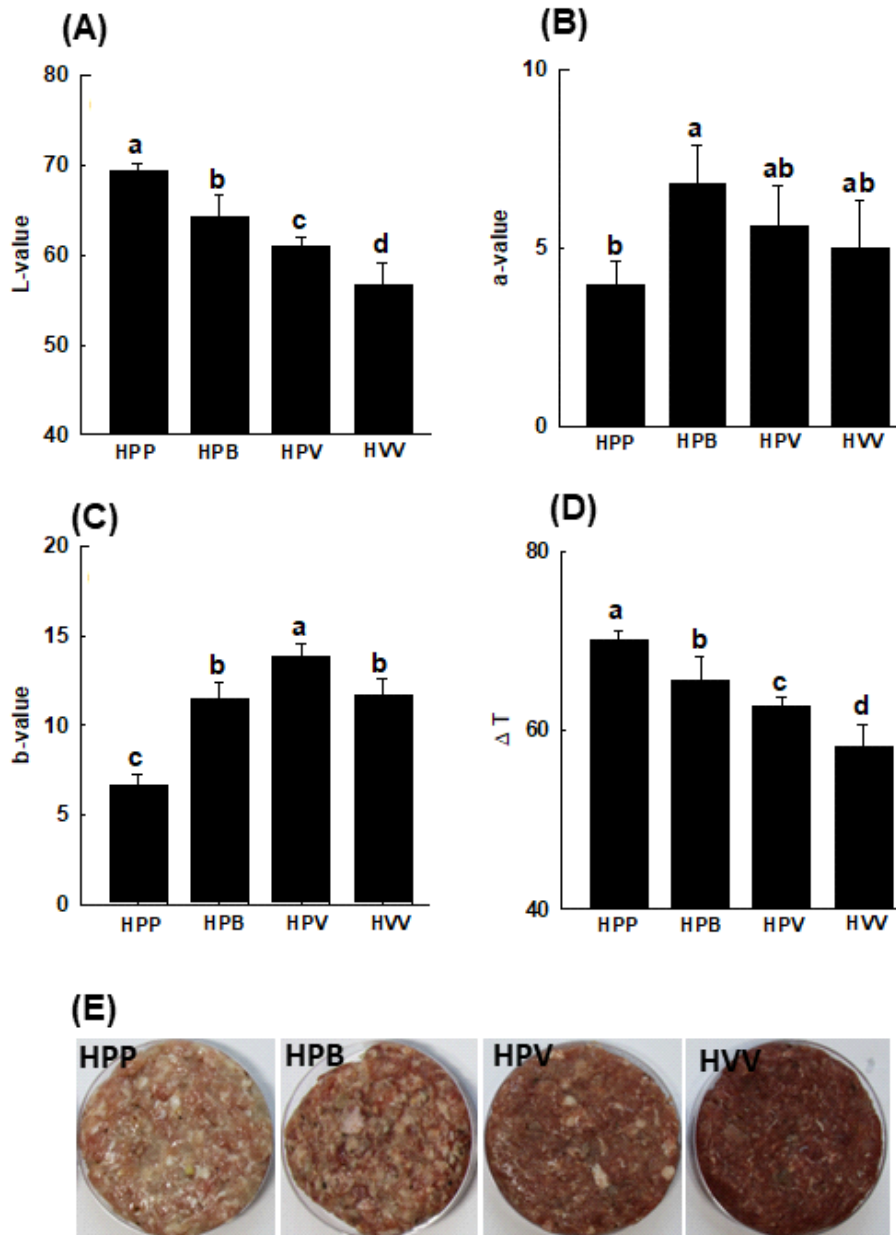 (A)
80
70
60
50
40
L-value
a
b
c
d
HPP HPB HPV HVV
(B)
10
5
0
a-value
b
a
ab
ab
HPP HPB HPV HVV
(C)
20
15
10
5
0
b-value
c
b
a
b
HPP HPB HPV HVV
(D)
80
60
40
Δ T
a
b
c
d
HPP HPB HPV HVV
(E)
HPP HPB HPV HVV